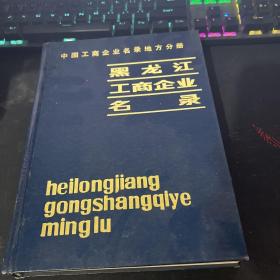 中国工商企业名录地方分册
黑龙江
工商企业
名录
heilongjiang
gongshangqiye
minglu